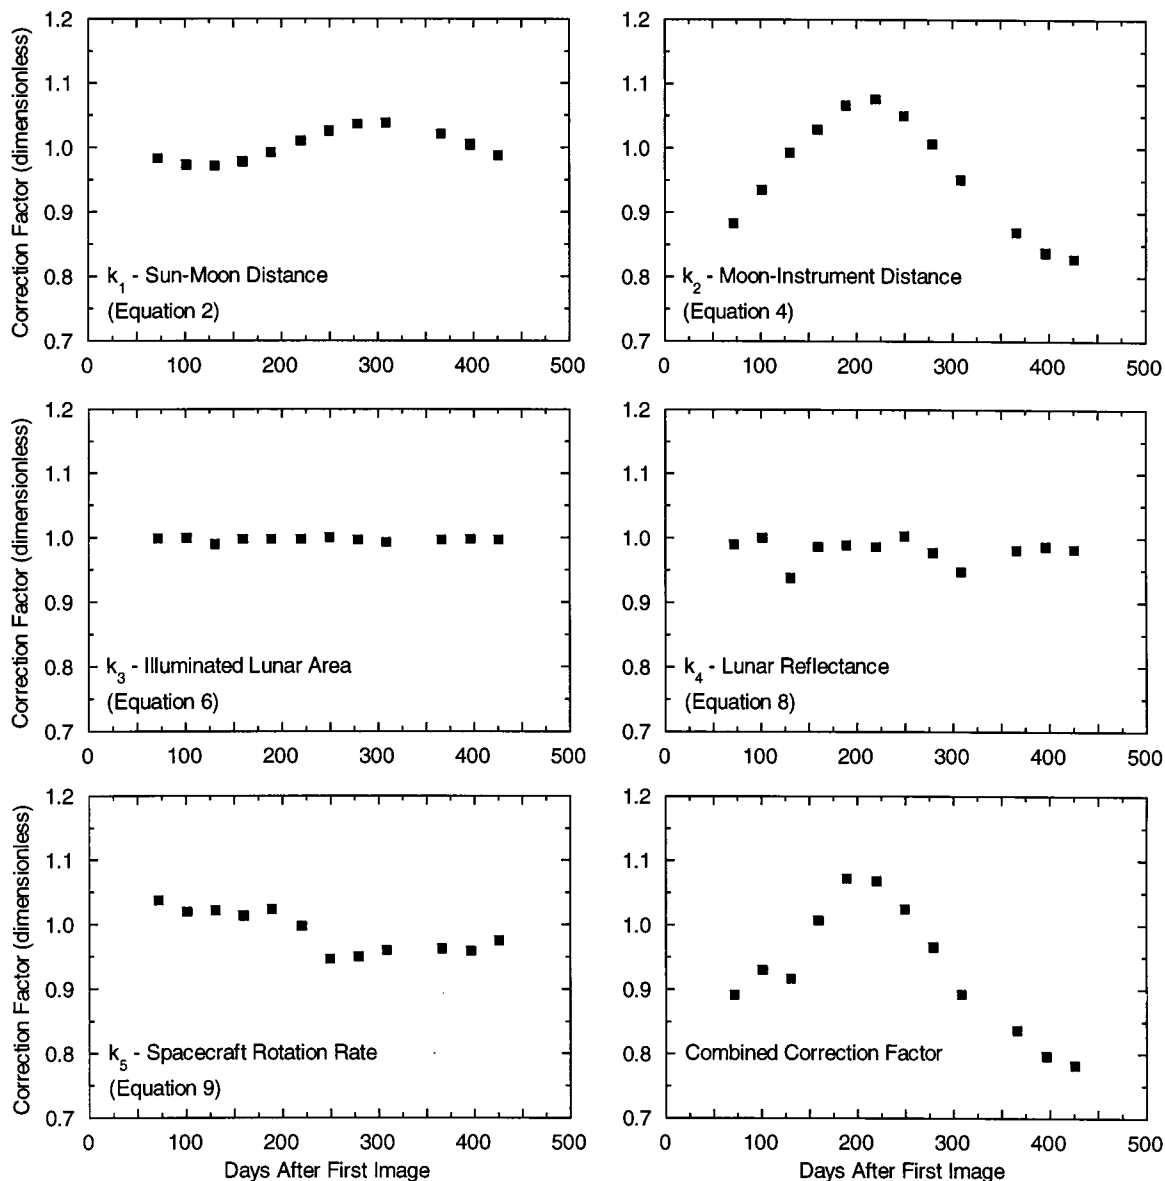 1.2
1.1
1.0
0.9
0.8
0.7
Correction Factor (dimensionless)
k1 - Sun-Moon Distance
(Equation 2)
0 100 200 300 400 500
1.2
1.1
1.0
0.9
0.8
0.7
k2 - Moon-Instrument Distance
(Equation 4)
0 100 200 300 400 500
1.2
1.1
1.0
0.9
0.8
0.7
Correction Factor (dimensionless)
k3 - Illuminated Lunar Area
(Equation 6)
0 100 200 300 400 500
1.2
1.1
1.0
0.9
0.8
0.7
k4 - Lunar Reflectance
(Equation 8)
0 100 200 300 400 500
1.2
1.1
1.0
0.9
0.8
0.7
Correction Factor (dimensionless)
k5 - Spacecraft Rotation Rate
(Equation 9)
0 100 200 300 400 500
Days After First Image
1.2
1.1
1.0
0.9
0.8
0.7
Combined Correction Factor
0 100 200 300 400 500
Days After First Image